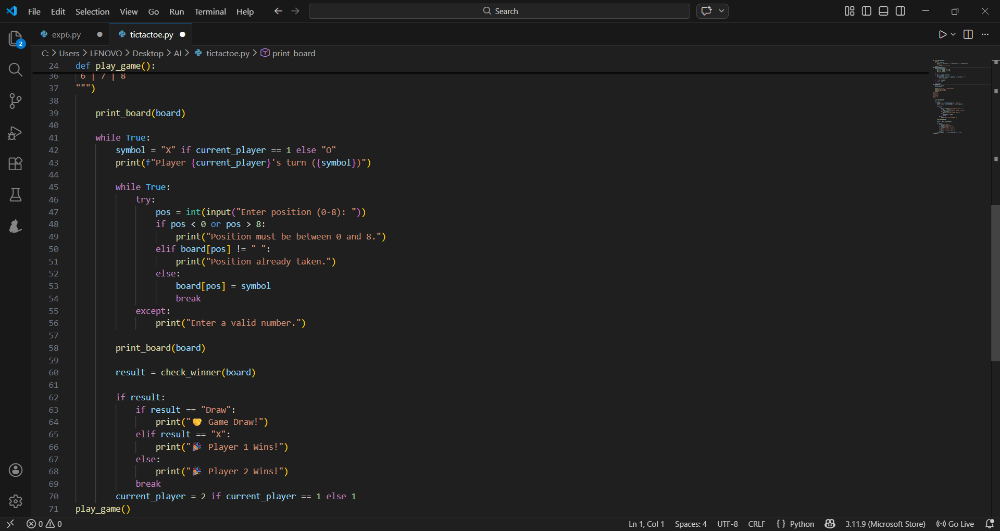 File Edit Selection View Go Run Terminal Help Search
2
exp6.py tictactoe.py
C: > Users > LENOVO > Desktop > AI > tictactoe.py > print_board
24 def play_game():
36 6 | 7 | 8
37 """)
38
39 print_board(board)
40
41 while True:
42 symbol = "X" if current_player == 1 else "O"
43 print(f"Player {current_player}'s turn ({symbol})")
44
45 while True:
46 try:
47 pos = int(input("Enter position (0-8): "))
48 if pos < 0 or pos > 8:
49 print("Position must be between 0 and 8.")
50 elif board[pos] != " ":
51 print("Position already taken.")
52 else:
53 board[pos] = symbol
54 break
55 except:
56 print("Enter a valid number.")
57
58 print_board(board)
59
60 result = check_winner(board)
61
62 if result:
63 if result == "Draw":
64 print("🤝 Game Draw!")
65 elif result == "X":
66 print("🎉 Player 1 Wins!")
67 else:
68 print("🎉 Player 2 Wins!")
69 break
70 current_player = 2 if current_player == 1 else 1
71 play_game()
0 0 Ln 1, Col 1 Spaces: 4 UTF-8 CRLF { } Python 3.11.9 (Microsoft Store) Go Live